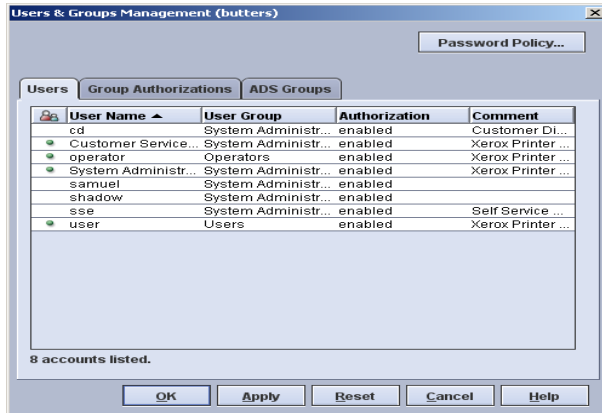 Users & Groups Management (butters)
Password Policy...
Users Group Authorizations ADS Groups
User Name User Group Authorization Comment
cd System Administr... enabled Customer Di...
Customer Service... System Administr... enabled Xerox Printer ...
operator Operators enabled Xerox Printer ...
System Administr... System Administr... enabled Xerox Printer ...
samuel System Administr... enabled
shadow System Administr... enabled
sse System Administr... enabled Self Service ...
user Users enabled Xerox Printer ...
8 accounts listed.
OK Apply Reset Cancel Help